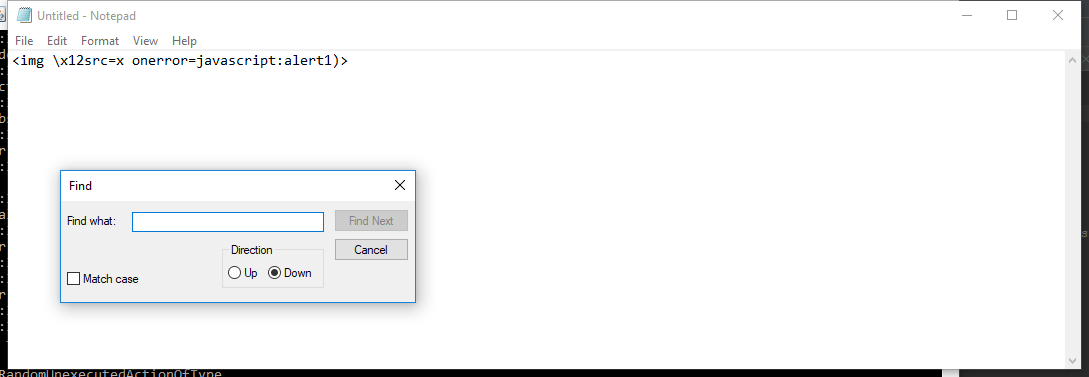 Untitled - Notepad
File Edit Format View Help
<img \x12src=x onerror=javascript:alert1)>
Find
Find what:
Find Next
Direction
Cancel
Up Down
Match case
RandomUnexecutedActionOfType